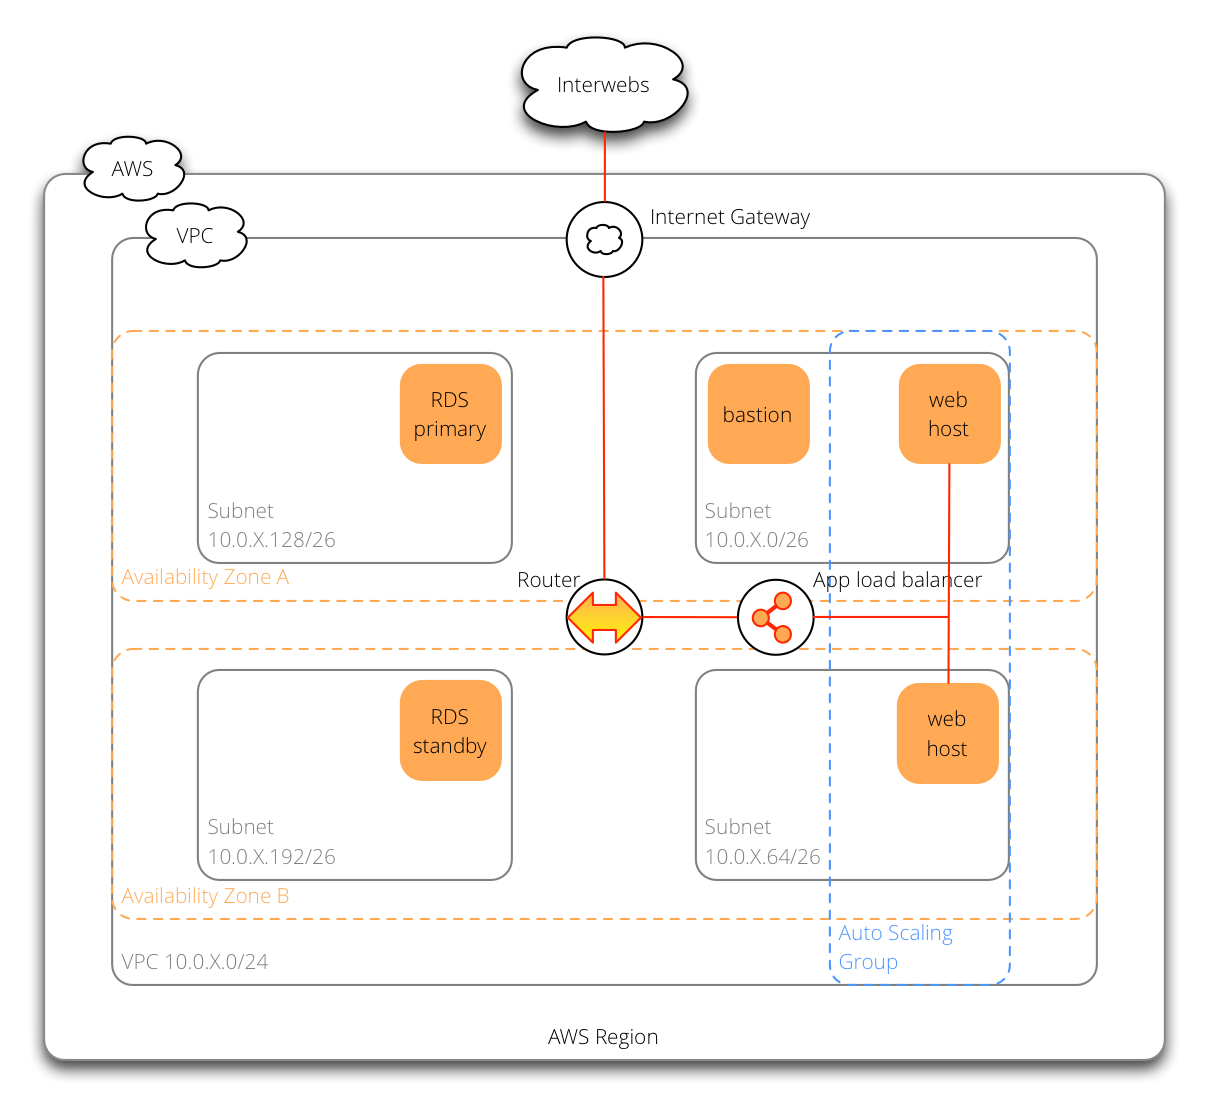 Interwebs
AWS
Internet Gateway
VPC
RDS
primary
bastion
web
host
Subnet
10.0.X.128/26
Subnet
10.0.X.0/26
Availability Zone A
Router
App load balancer
RDS
standby
web
host
Subnet
10.0.X.192/26
Subnet
10.0.X.64/26
Availability Zone B
Auto Scaling
Group
VPC 10.0.X.0/24
AWS Region